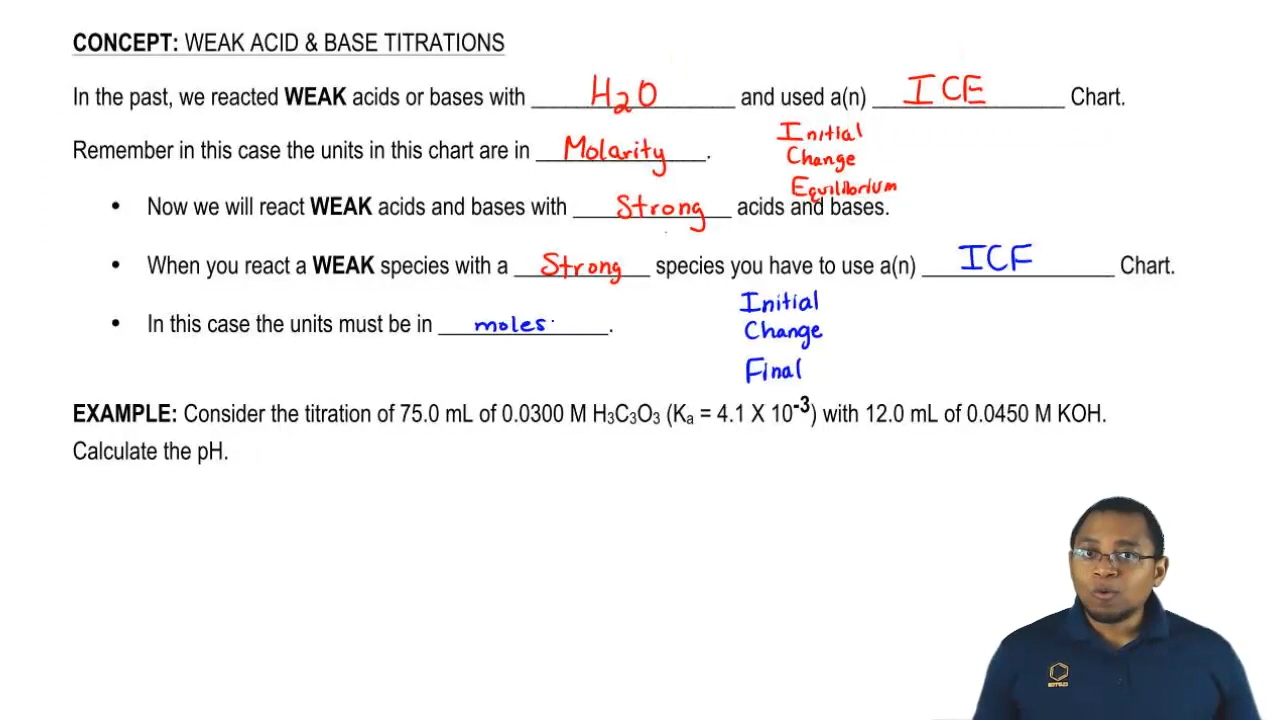 CONCEPT: WEAK ACID & BASE TITRATIONS
In the past, we reacted WEAK acids or bases with H₂O and used a(n) ICE Chart.
Initial
Remember in this case the units in this chart are in Molarity.
Change
Equilibrium
• Now we will react WEAK acids and bases with Strong acids and bases.
• When you react a WEAK species with a Strong species you have to use a(n) ICF Chart.
Initial
• In this case the units must be in moles.
Change
Final
EXAMPLE: Consider the titration of 75.0 mL of 0.0300 M H₃C₃O₃ (Kₐ = 4.1 X 10⁻³) with 12.0 mL of 0.0450 M KOH.
Calculate the pH.